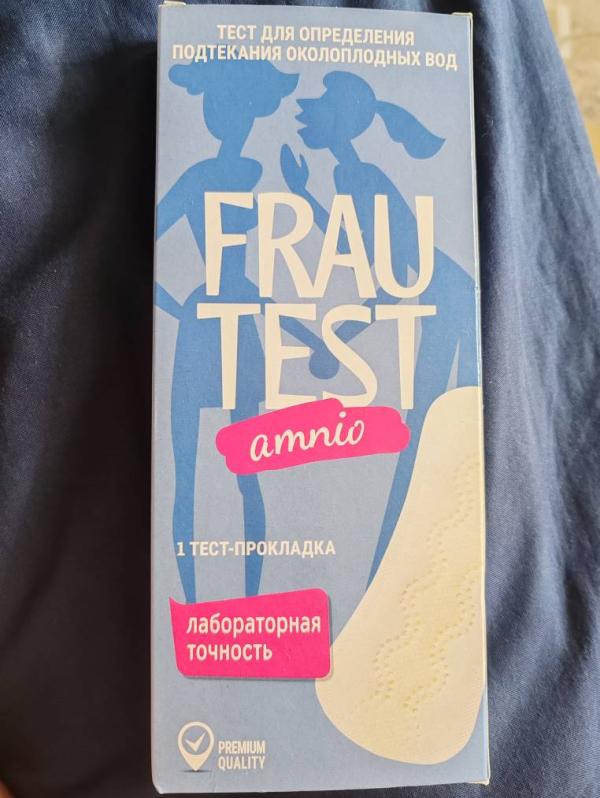 ТЕСТ ДЛЯ ОПРЕДЕЛЕНИЯ
ПОДТЕКАНИЯ ОКОЛОПЛОДНЫХ ВОД
FRAU
TEST
amnio
1 ТЕСТ-ПРОКЛАДКА
лабораторная
точность
PREMIUM
QUALITY